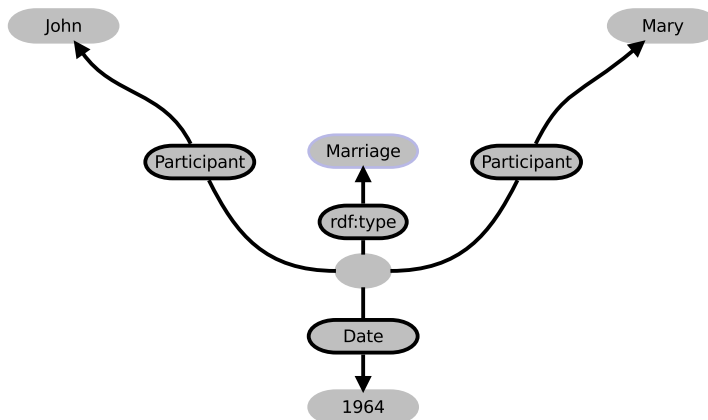 John
Mary
Marriage
Participant
Participant
rdf:type
Date
1964